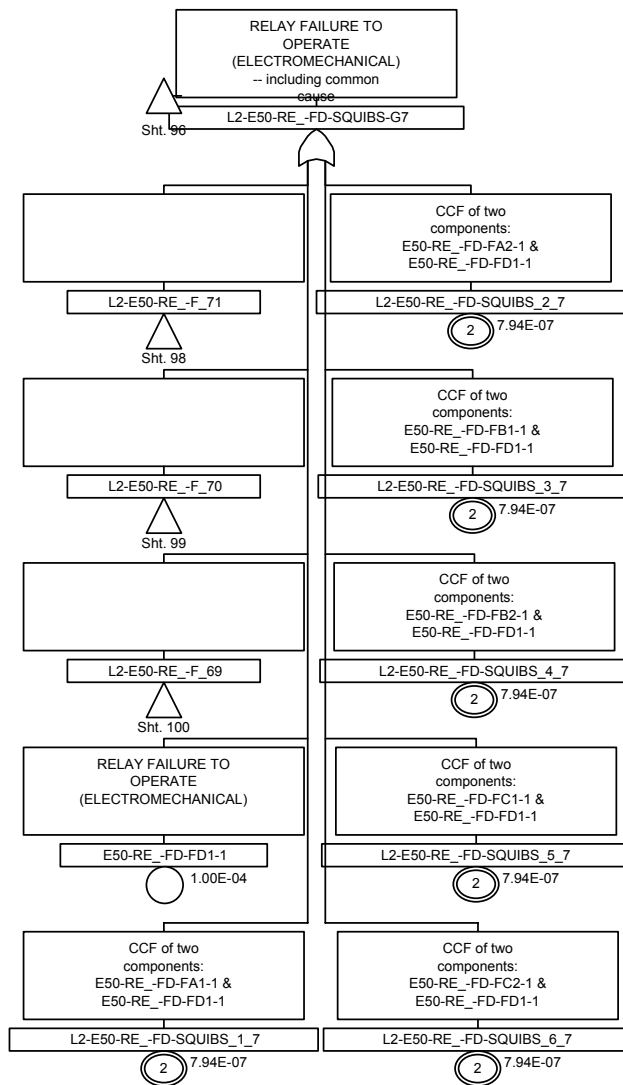 RELAY FAILURE TO
OPERATE
(ELECTROMECHANICAL)
-- including common
cause
Sht. 96
L2-E50-RE_-FD-SQUIBS-G7
L2-E50-RE_-F_71
Sht. 98
CCF of two
components:
E50-RE_-FD-FA2-1 &
E50-RE_-FD-FD1-1
L2-E50-RE_-FD-SQUIBS_2_7
2
7.94E-07
L2-E50-RE_-F_70
Sht. 99
CCF of two
components:
E50-RE_-FD-FB1-1 &
E50-RE_-FD-FD1-1
L2-E50-RE_-FD-SQUIBS_3_7
2
7.94E-07
L2-E50-RE_-F_69
Sht. 100
CCF of two
components:
E50-RE_-FD-FB2-1 &
E50-RE_-FD-FD1-1
L2-E50-RE_-FD-SQUIBS_4_7
2
7.94E-07
RELAY FAILURE TO
OPERATE
(ELECTROMECHANICAL)
E50-RE_-FD-FD1-1
1.00E-04
CCF of two
components:
E50-RE_-FD-FC1-1 &
E50-RE_-FD-FD1-1
L2-E50-RE_-FD-SQUIBS_5_7
2
7.94E-07
CCF of two
components:
E50-RE_-FD-FA1-1 &
E50-RE_-FD-FD1-1
L2-E50-RE_-FD-SQUIBS_1_7
2
7.94E-07
CCF of two
components:
E50-RE_-FD-FC2-1 &
E50-RE_-FD-FD1-1
L2-E50-RE_-FD-SQUIBS_6_7
2
7.94E-07